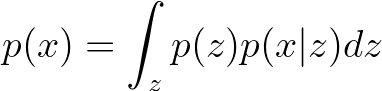 p(x) = ∫_z p(z)p(x|z)dz